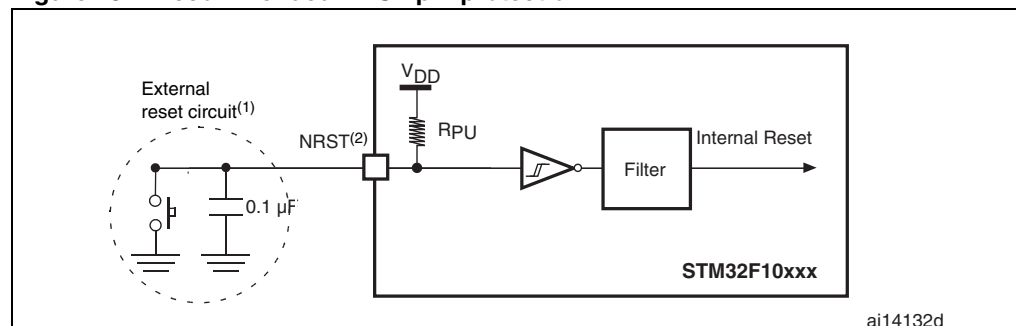 External
reset circuit(1)
VDD
NRST(2)
RPU
Internal Reset
Filter
0.1 µF
STM32F10xxx
ai14132d